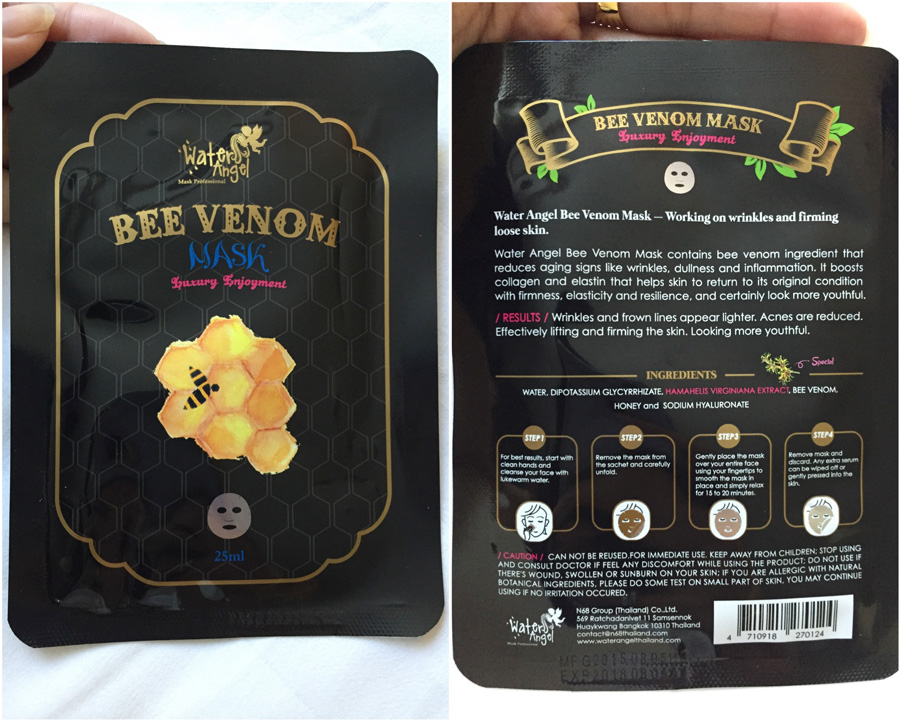 Water
Angel
Mask Professional
BEE VENOM
MASK
Luxury Enjoyment
25ml
BEE VENOM MASK
Luxury Enjoyment
Water Angel Bee Venom Mask — Working on wrinkles and firming
loose skin.
Water Angel Bee Venom Mask contains bee venom ingredient that
reduces aging signs like wrinkles, dullness and inflammation. It boosts
collagen and elastin that helps skin to return to its original condition
with firmness, elasticity and resilience, and certainly look more youthful.
/ RESULTS / Wrinkles and frown lines appear lighter. Acnes are reduced.
Effectively lifting and firming the skin. Looking more youthful.
Special
INGREDIENTS
WATER, DIPOTASSIUM GLYCYRRHIZATE, HAMAHELIS VIRGINIANA EXTRACT, BEE VENOM,
HONEY and SODIUM HYALURONATE
STEP1
For best results, start with
clean hands and
cleanse your face with
lukewarm water.
STEP2
Remove the mask from
the sachet and carefully
unfold.
STEP3
Gently place the mask
over your entire face
using your fingertips to
smooth the mask in
place and simply relax
for 15 to 20 minutes.
STEP4
Remove mask and
discard. Any extra serum
can be wiped off or
gently pressed into the
skin.
/ CAUTION / CAN NOT BE REUSED.FOR IMMEDIATE USE. KEEP AWAY FROM CHILDREN; STOP USING
AND CONSULT DOCTOR IF FEEL ANY DISCOMFORT WHILE USING THE PRODUCT; DO NOT USE IF
THERE'S WOUND, SWOLLEN OR SUNBURN ON YOUR SKIN; IF YOU ARE ALLERGIC WITH NATURAL
BOTANICAL INGREDIENTS, PLEASE DO SOME TEST ON SMALL PART OF SKIN. YOU MAY CONTINUE
USING IF NO IRRITATION OCCURED.
Water
Angel
Mask Professional
N68 Group (Thailand) Co.,Ltd.
569 Ratchadanivet 11 Samsennok
Huaykwang Bangkok 10310 Thailand
contact@n68thailand.com
www.waterangelthailand.com
4 710918 270124
MFG2015.08.05
EXP2018.08.04